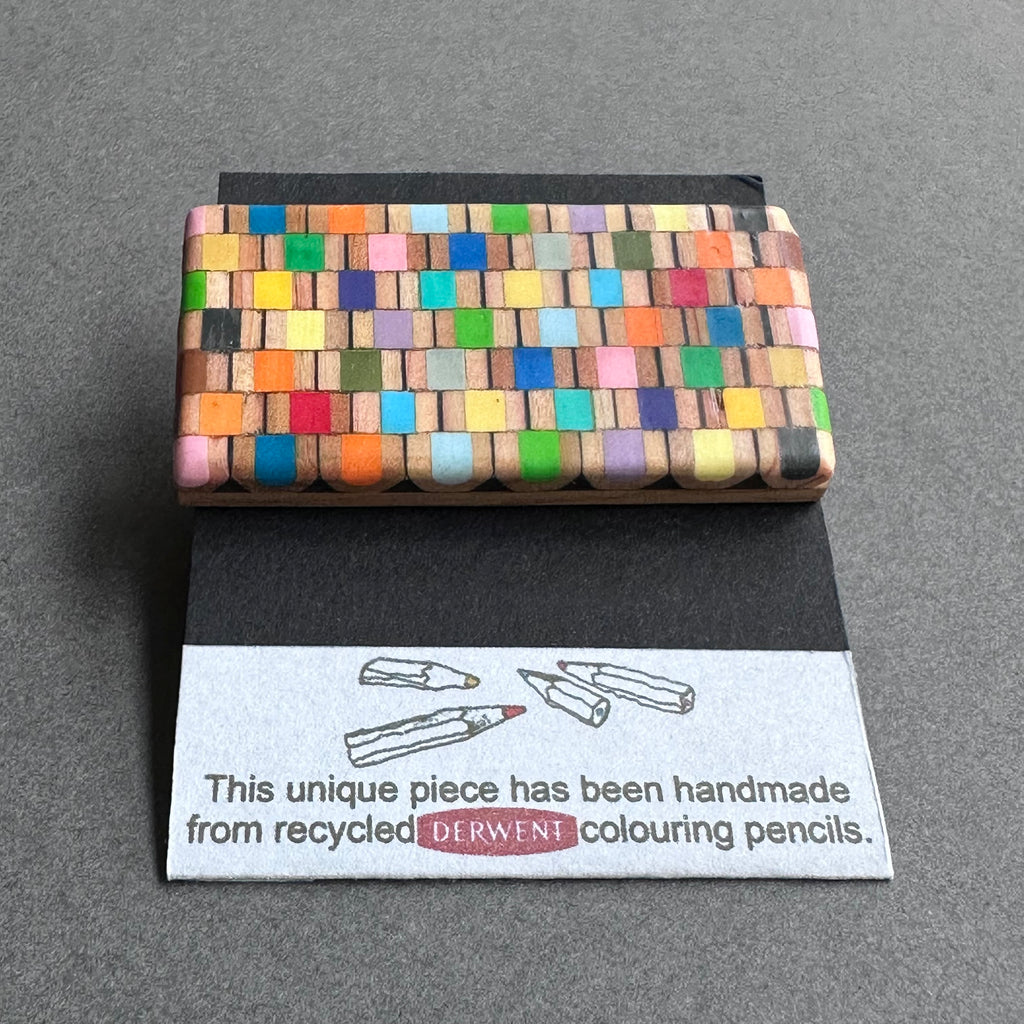 This unique piece has been handmade
from recycled DERWENT colouring pencils.